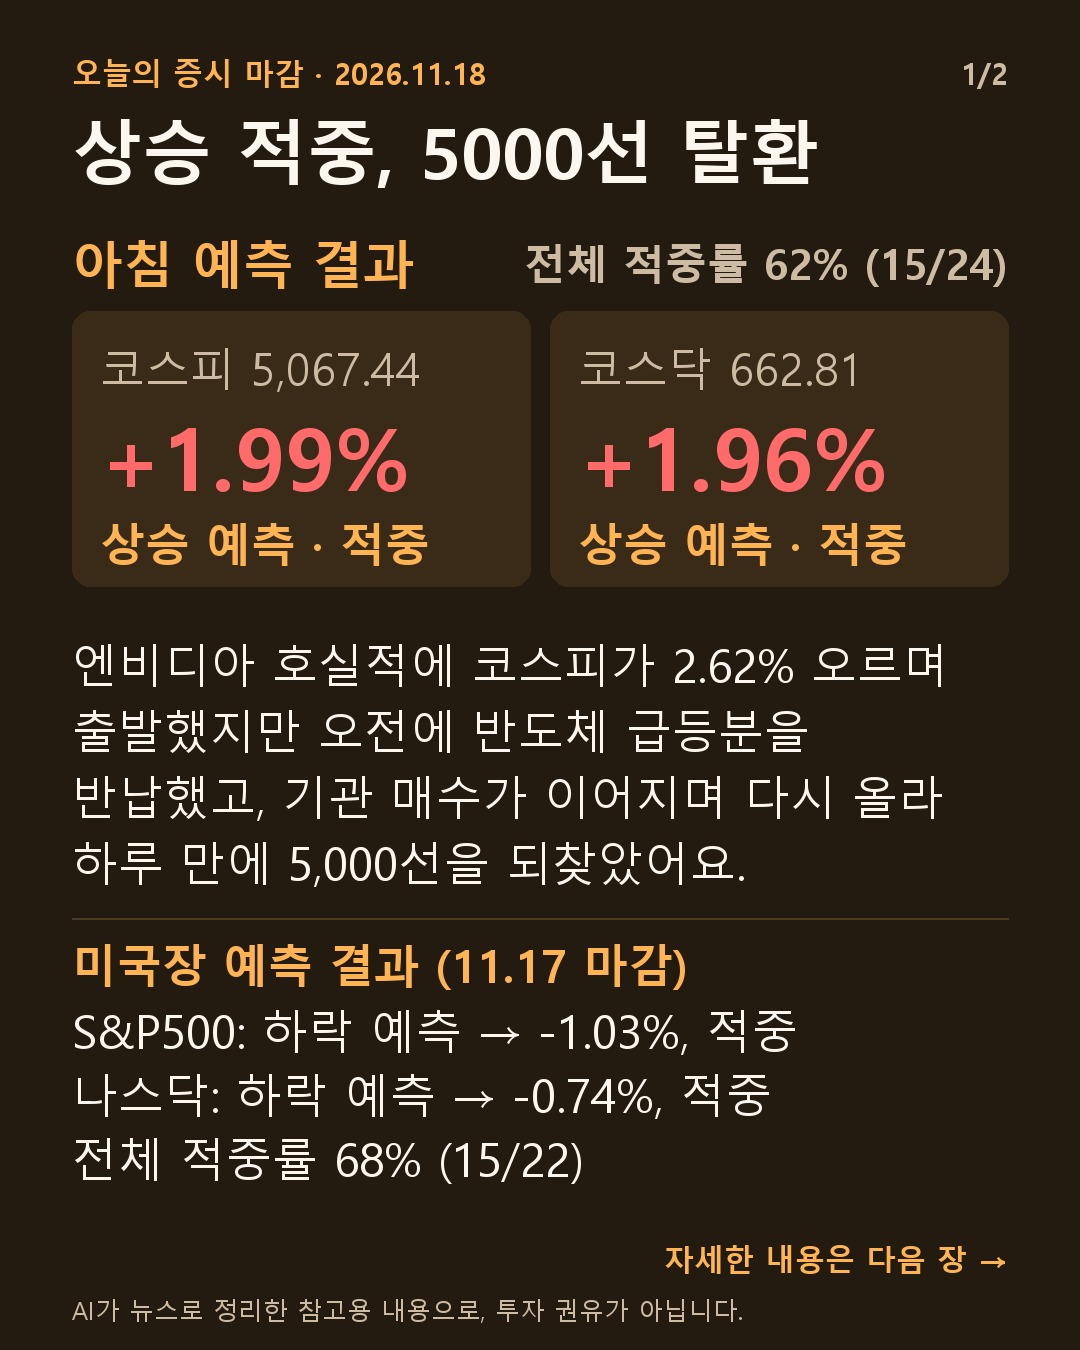 오늘의 증시 마감 · 2026.11.18
1/2
상승 적중, 5000선 탈환
아침 예측 결과
전체 적중률 62% (15/24)
코스피 5,067.44
+1.99%
상승 예측 · 적중
코스닥 662.81
+1.96%
상승 예측 · 적중
엔비디아 호실적에 코스피가 2.62% 오르며
출발했지만 오전에 반도체 급등분을
반납했고, 기관 매수가 이어지며 다시 올라
하루 만에 5,000선을 되찾았어요.
미국장 예측 결과 (11.17 마감)
S&P500: 하락 예측 → -1.03%, 적중
나스닥: 하락 예측 → -0.74%, 적중
전체 적중률 68% (15/22)
자세한 내용은 다음 장 →
AI가 뉴스로 정리한 참고용 내용으로, 투자 권유가 아닙니다.